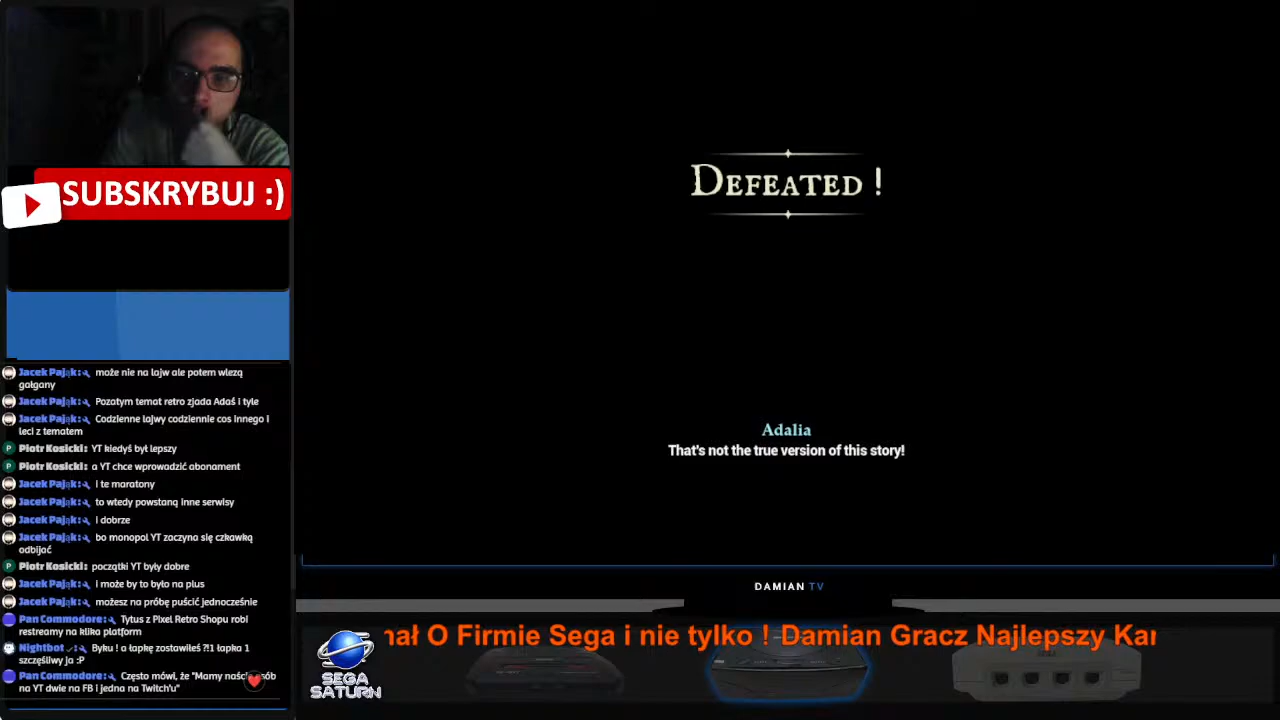 SUBSKRYBUJ :)
DEFEATED !
Adalia
That's not the true version of this story!
Jacek Pająk: może nie na lajw ale potem wlezą
gałgany
Jacek Pająk: Pozatym temat retro zjada Adaś i tyle
Jacek Pająk: Codzienne łajwy codziennie cos innego i
leci z tematem
P Piotr Kosicki: YT kiedyś był lepszy
P Piotr Kosicki: a YT chce wprowadzić abonament
Jacek Pająk: I te maratony
Jacek Pająk: to wtedy powstaną inne serwisy
Jacek Pająk: I dobrze
Jacek Pająk: bo monopol YT zaczyna się czkawką
odbijać
P Piotr Kosicki: początki YT były dobre
Jacek Pająk: I może by to było na plus
Jacek Pająk: możesz na próbę puścić jednocześnie
Pan Commodore: Tytus z Pixel Retro Shopu robi
restreamy na klika platform
Nightbot: Byku ! a łapkę zostawiłeś ?!1 łapka 1
szczęśliwy ja :P
Pan Commodore: Często mówi, że "Mamy naście osób
na YT dwie na FB i jedna na Twitch'u"
DAMIAN TV
nał O Firmie Sega i nie tylko ! Damian Gracz Najlepszy Kan
SEGA
SATURN